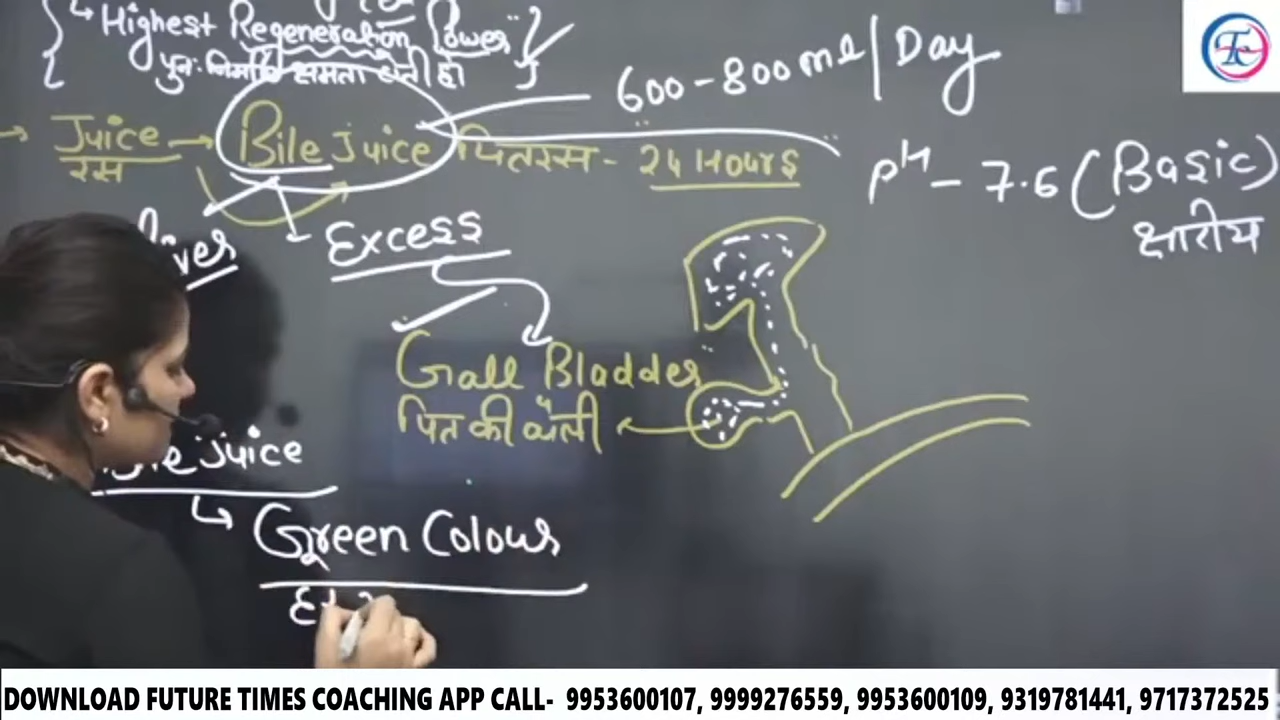 Highest Regeneration Power
पुनः निर्माण क्षमता होती है।
600-800 ml/Day
Juice → Bile Juice पितरस - 24 Hours
रस
pH - 7.6 (Basic)
क्षारीय
Excess
Gall Bladder
पित की थैली
juice
Green Colour
DOWNLOAD FUTURE TIMES COACHING APP CALL- 9953600107, 9999276559, 9953600109, 9319781441, 9717372525